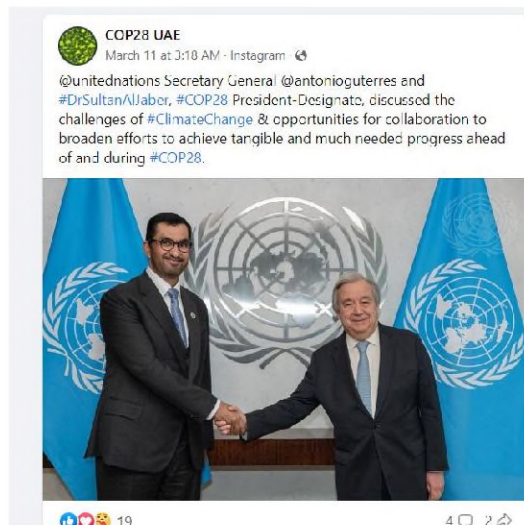 COP28 UAE
March 11 at 3:18 AM · Instagram ·
@unitednations Secretary General @antonioguterres and
#DrSultanAlJaber, #COP28 President-Designate, discussed the
challenges of #ClimateChange & opportunities for collaboration to
broaden efforts to achieve tangible and much needed progress ahead
of and during #COP28.
19
4 2